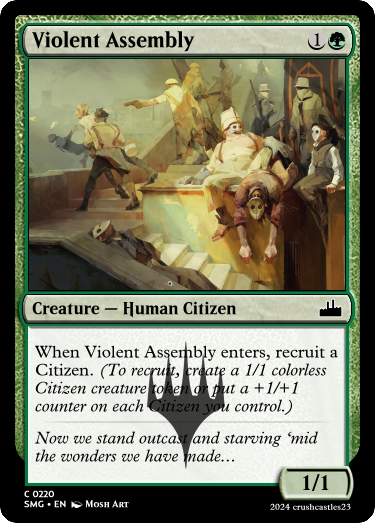 Violent Assembly 1
Creature — Human Citizen
When Violent Assembly enters, recruit a
Citizen. (To recruit, create a 1/1 colorless
Citizen creature token or put a +1/+1
counter on each Citizen you control.)
Now we stand outcast and starving ‘mid
the wonders we have made...
1/1
C 0220
SMG • EN Mosh Art
2024 crushcastles23